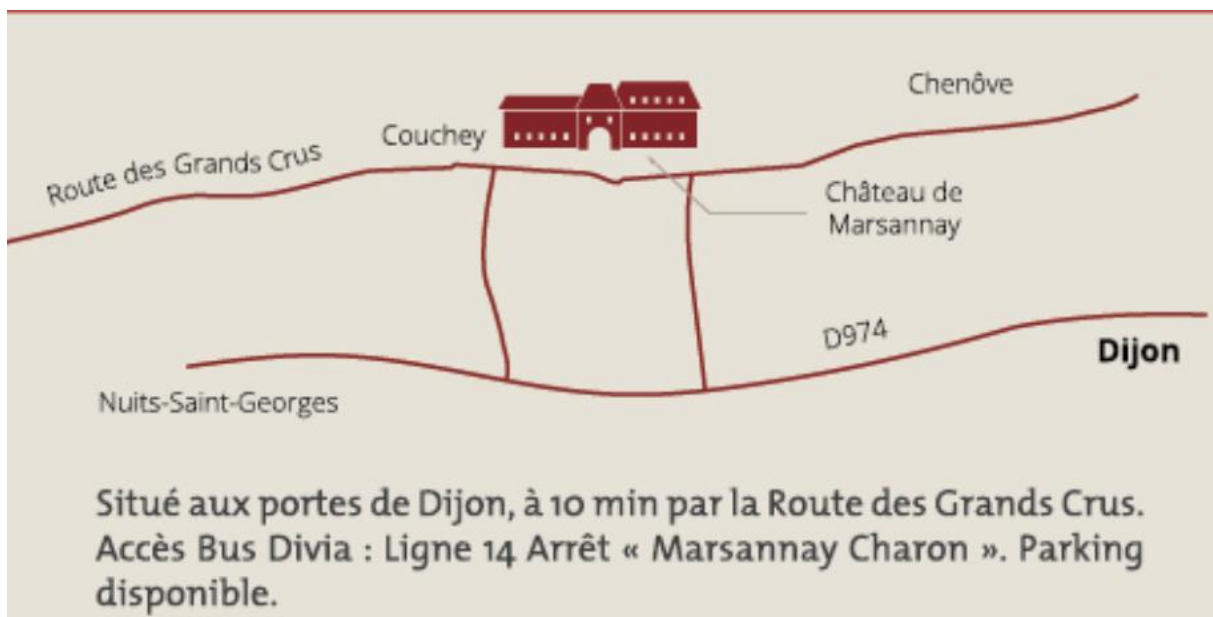 Chenôve
Couchey
Route des Grands Crus
Château de
Marsannay
D974
Dijon
Nuits-Saint-Georges
Situé aux portes de Dijon, à 10 min par la Route des Grands Crus.
Accès Bus Divia : Ligne 14 Arrêt « Marsannay Charon ». Parking
disponible.